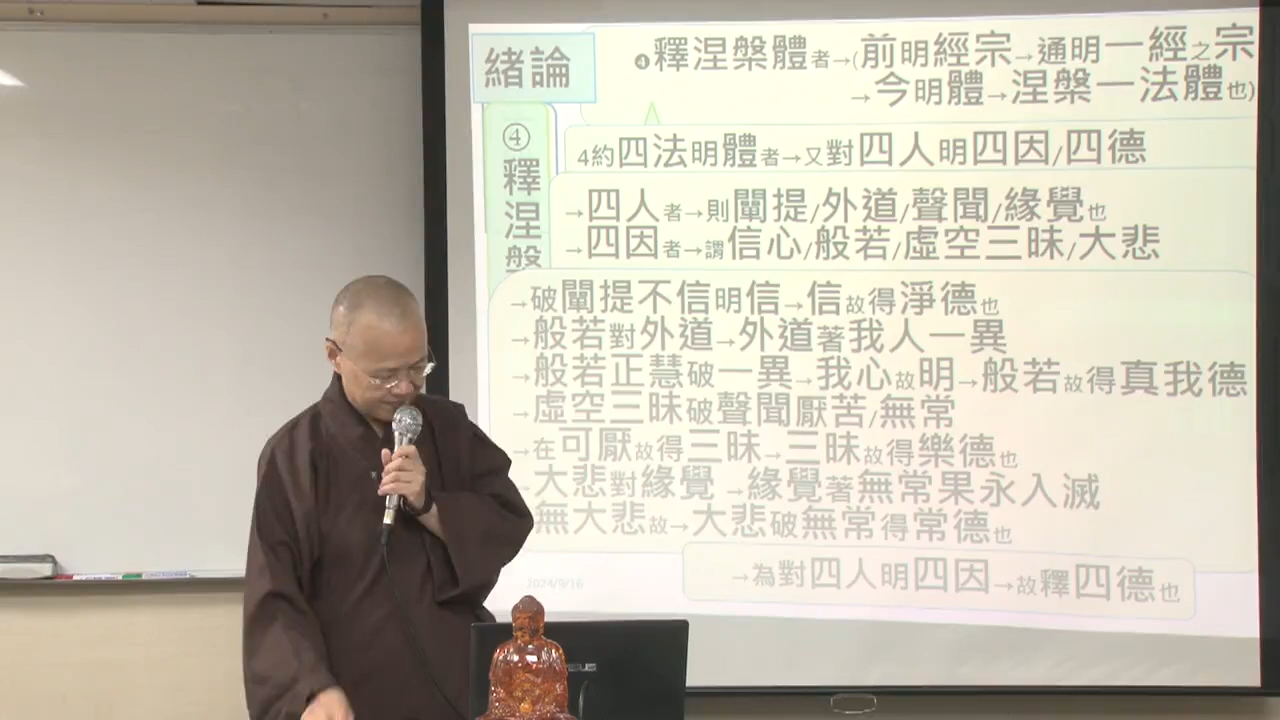 緒論
❹釋涅槃體者→(前明經宗→通明一經之宗
→今明體→涅槃一法體也)
④釋涅槃
4約四法明體者→又對四人明四因/四德
→四人者→則闡提/外道/聲聞/緣覺也
→四因者→謂信心/般若/虛空三昧/大悲
→破闡提不信明信→信故得淨德也
→般若對外道→外道著我人一異
→般若正慧破一異→我心故明→般若故得真我德
→虛空三昧破聲聞厭苦/無常
→在可厭故得三昧→三昧故得樂德也
→大悲對緣覺→緣覺著無常果永入滅
無大悲故→大悲破無常得常德也
→為對四人明四因→故釋四德也
2024/9/16